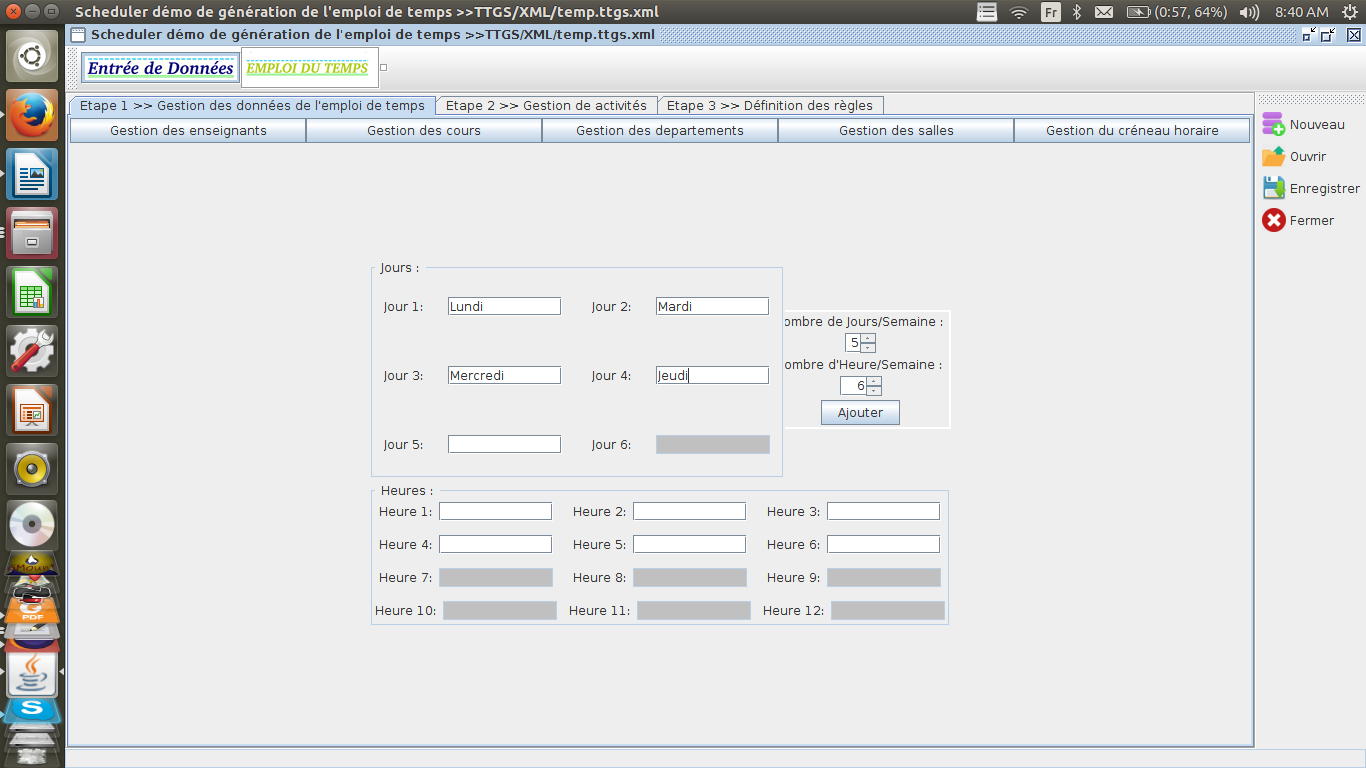 Scheduler démo de génération de l'emploi de temps >>TTGS/XML/temp.ttgs.xml
Fr (0:57, 64%) 8:40 AM
Scheduler démo de génération de l'emploi de temps >>TTGS/XML/temp.ttgs.xml
Entrée de Données EMPLOI DU TEMPS
Etape 1 >> Gestion des données de l'emploi de temps Etape 2 >> Gestion de activités Etape 3 >> Définition des règles
Gestion des enseignants Gestion des cours Gestion des departements Gestion des salles Gestion du créneau horaire
Nouveau
Ouvrir
Enregistrer
Fermer
Jours :
Jour 1: Lundi Jour 2: Mardi
Jour 3: Mercredi Jour 4: Jeudi
Jour 5: Jour 6:
ombre de Jours/Semaine :
5
ombre d'Heure/Semaine :
6
Ajouter
Heures :
Heure 1: Heure 2: Heure 3:
Heure 4: Heure 5: Heure 6:
Heure 7: Heure 8: Heure 9:
Heure 10: Heure 11: Heure 12:
PDF
S